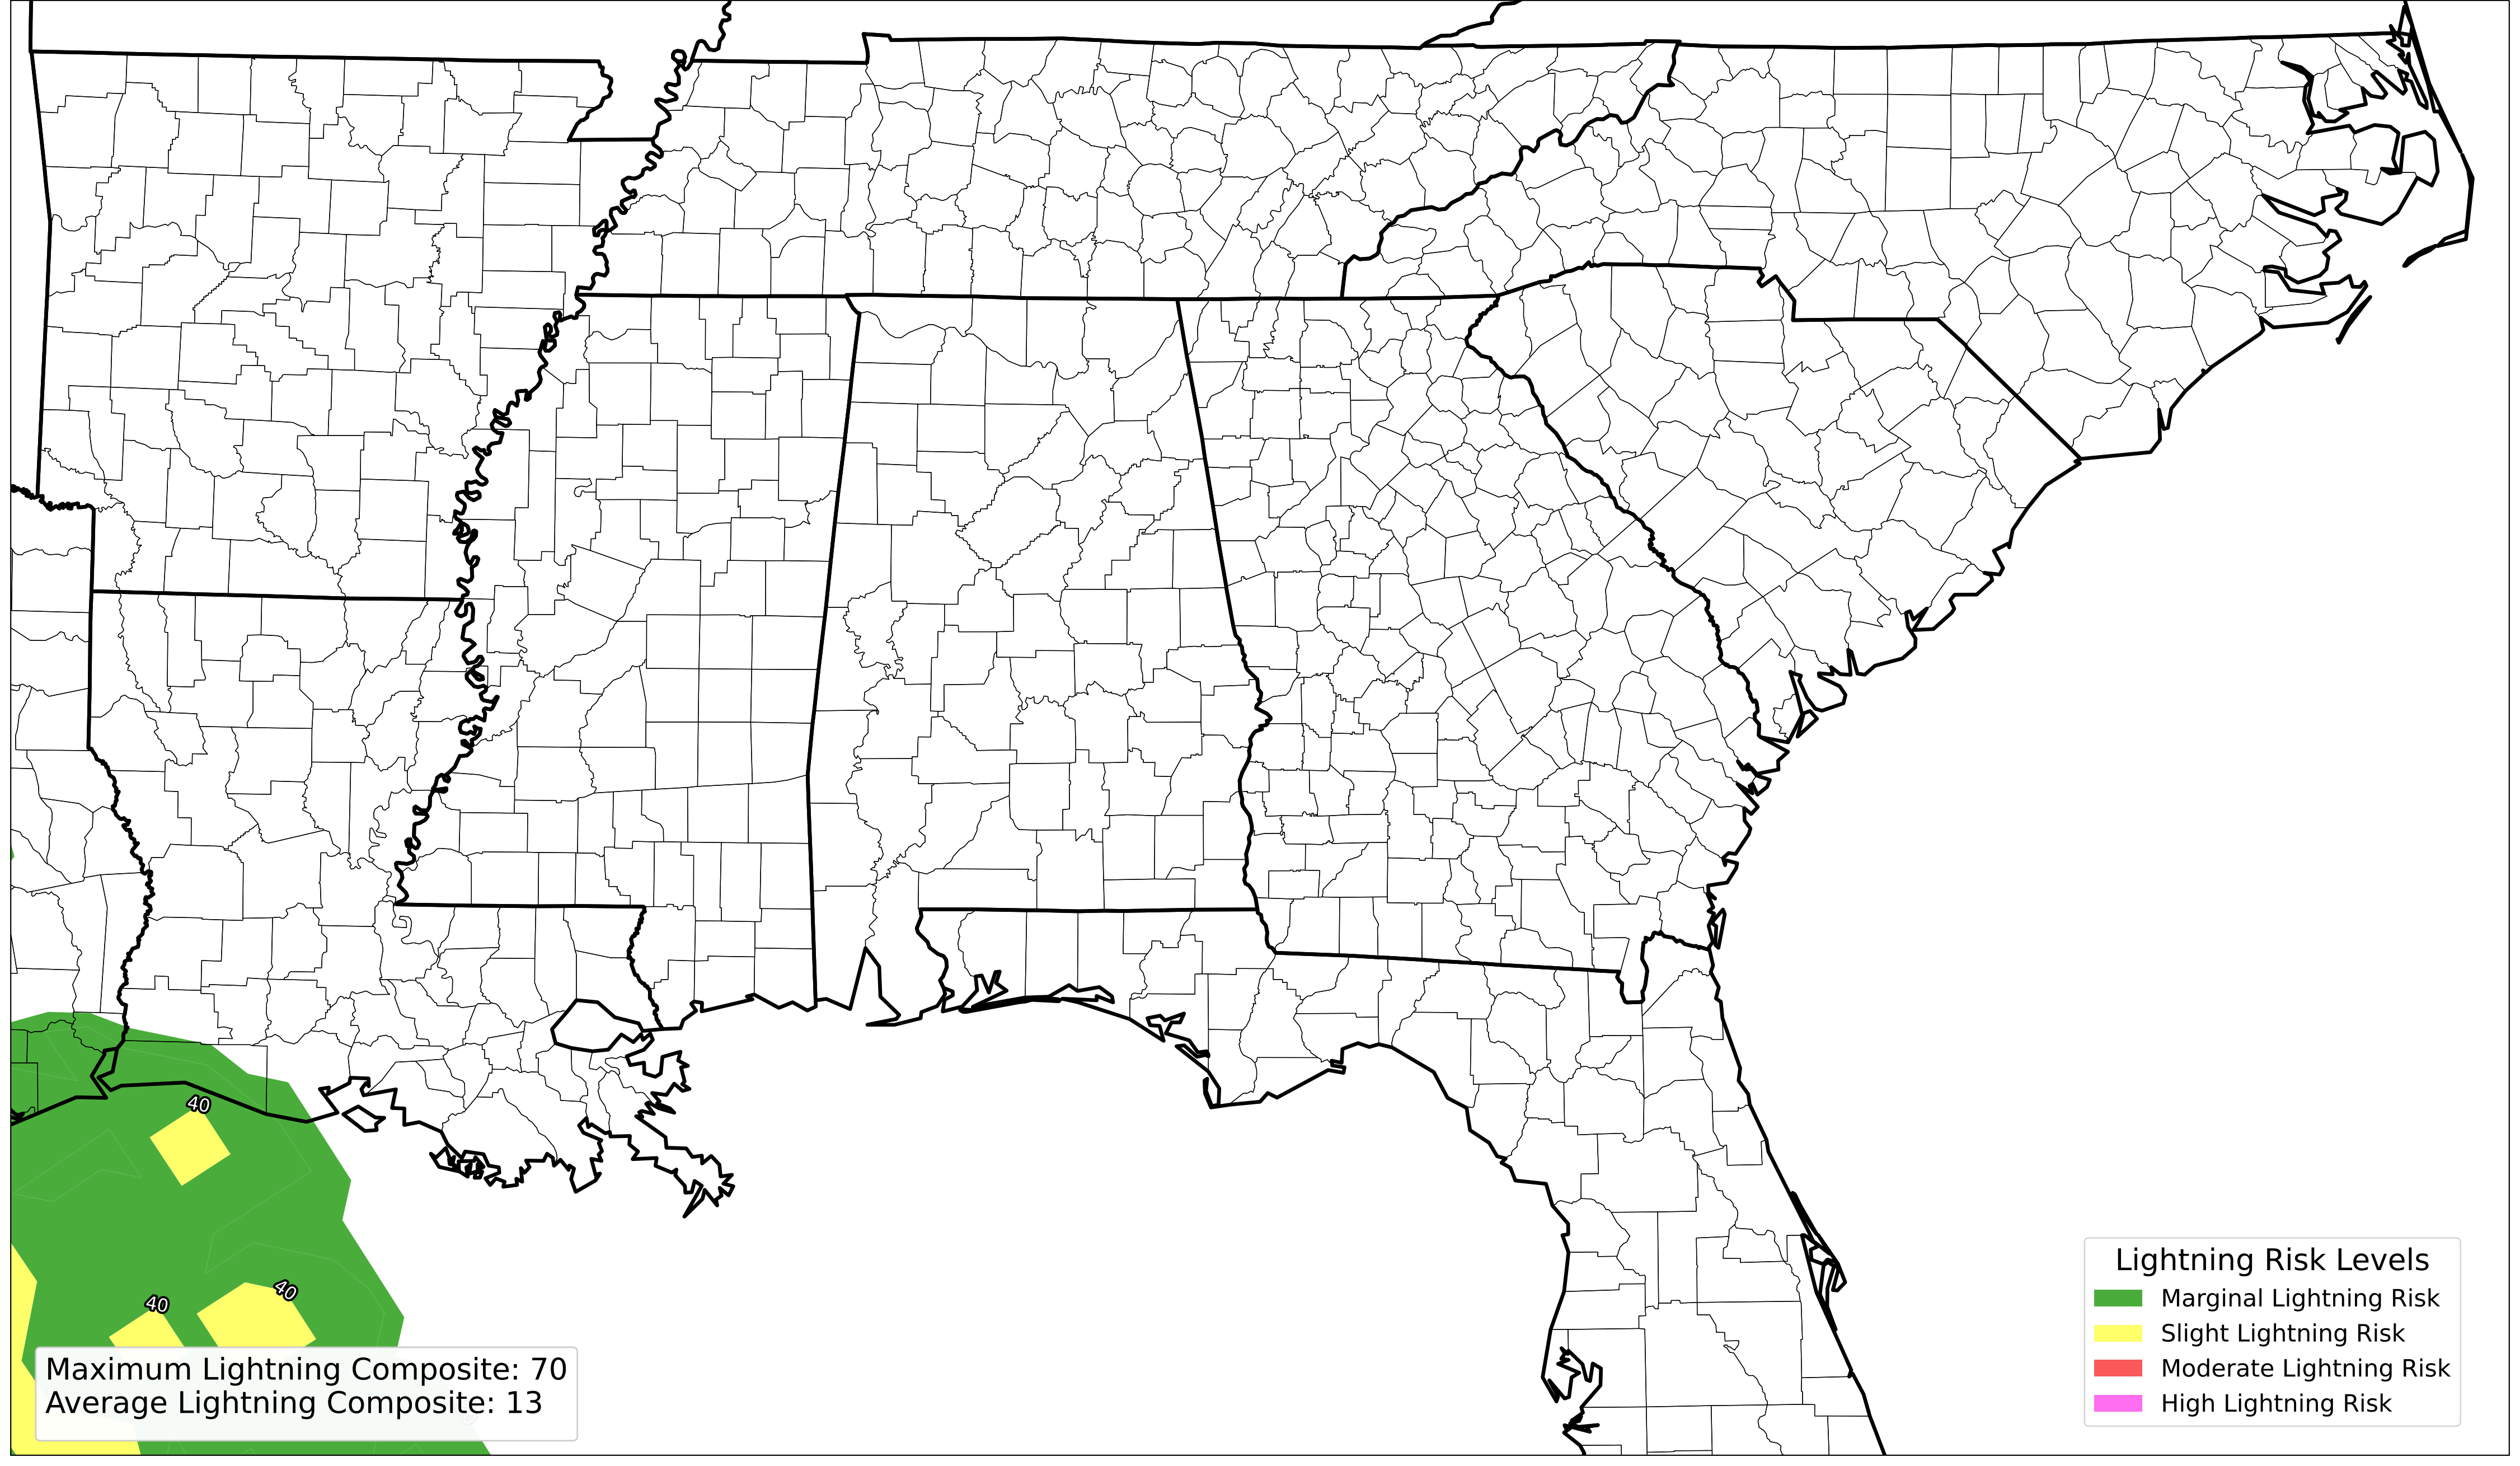 40
40
40
Maximum Lightning Composite: 70
Average Lightning Composite: 13
Lightning Risk Levels
Marginal Lightning Risk
Slight Lightning Risk
Moderate Lightning Risk
High Lightning Risk